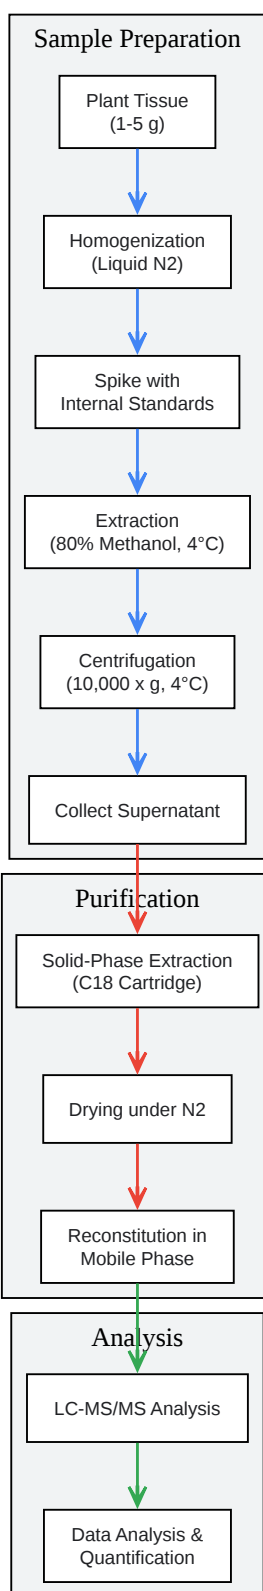 Sample Preparation
Plant Tissue
(1-5 g)
Homogenization
(Liquid N2)
Spike with
Internal Standards
Extraction
(80% Methanol, 4°C)
Centrifugation
(10,000 x g, 4°C)
Collect Supernatant
Purification
Solid-Phase Extraction
(C18 Cartridge)
Drying under N2
Reconstitution in
Mobile Phase
Analysis
LC-MS/MS Analysis
Data Analysis &
Quantification